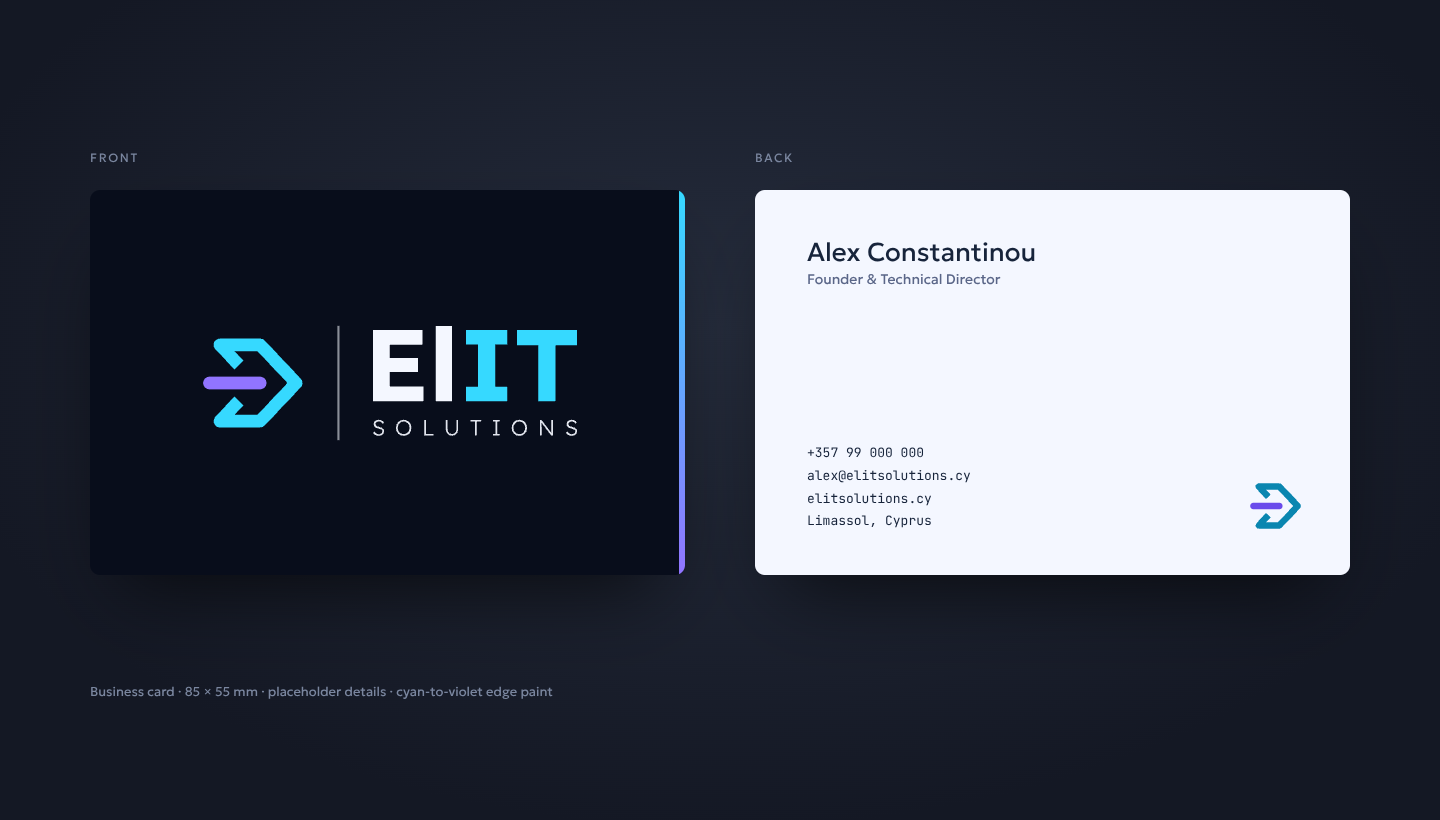 FRONT
BACK
ElIT
SOLUTIONS
Alex Constantinou
Founder & Technical Director
+357 99 000 000
alex@elitsolutions.cy
elitsolutions.cy
Limassol, Cyprus
Business card · 85 × 55 mm · placeholder details · cyan-to-violet edge paint